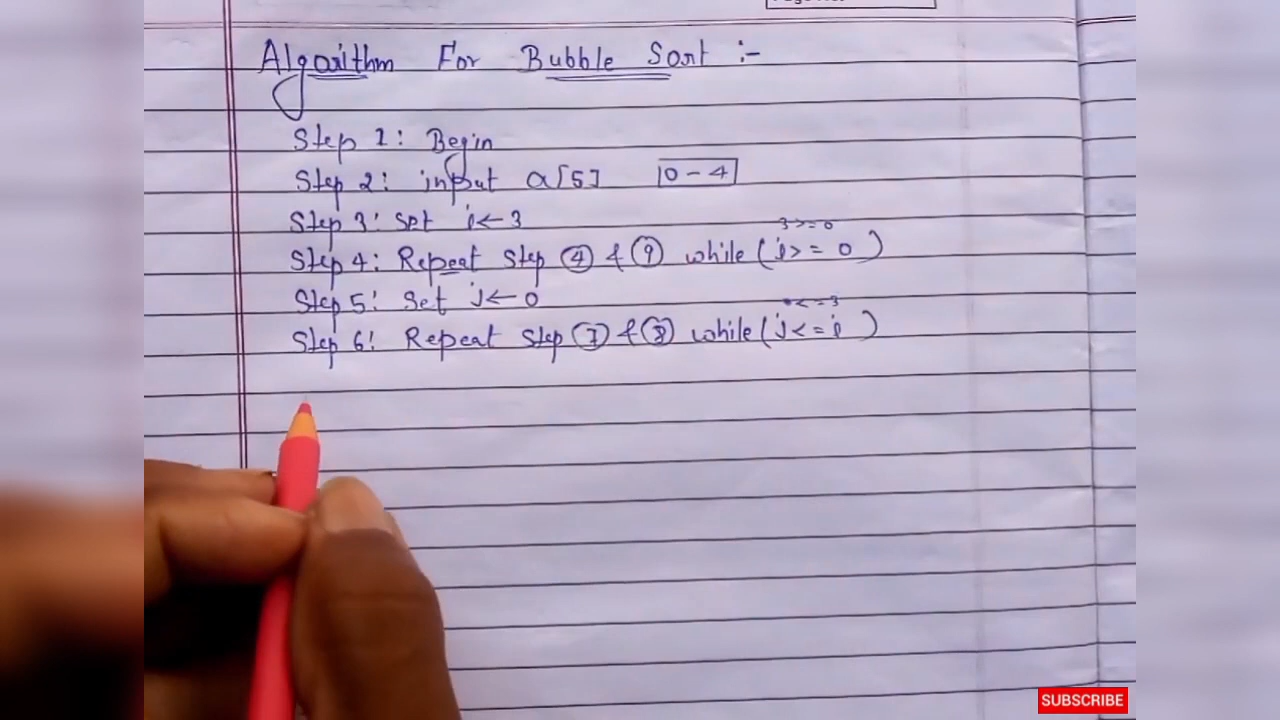 Algorithm For Bubble Sort :-
Step 1: Begin
Step 2: input a[5] 0-4
Step 3: Set i← 3
3>=0
Step 4: Repeat Step 4 & 9 while (i>= 0 )
Step 5: Set j← 0
0<=3
Step 6: Repeat Step 7 & 8 while (j<=i )
SUBSCRIBE